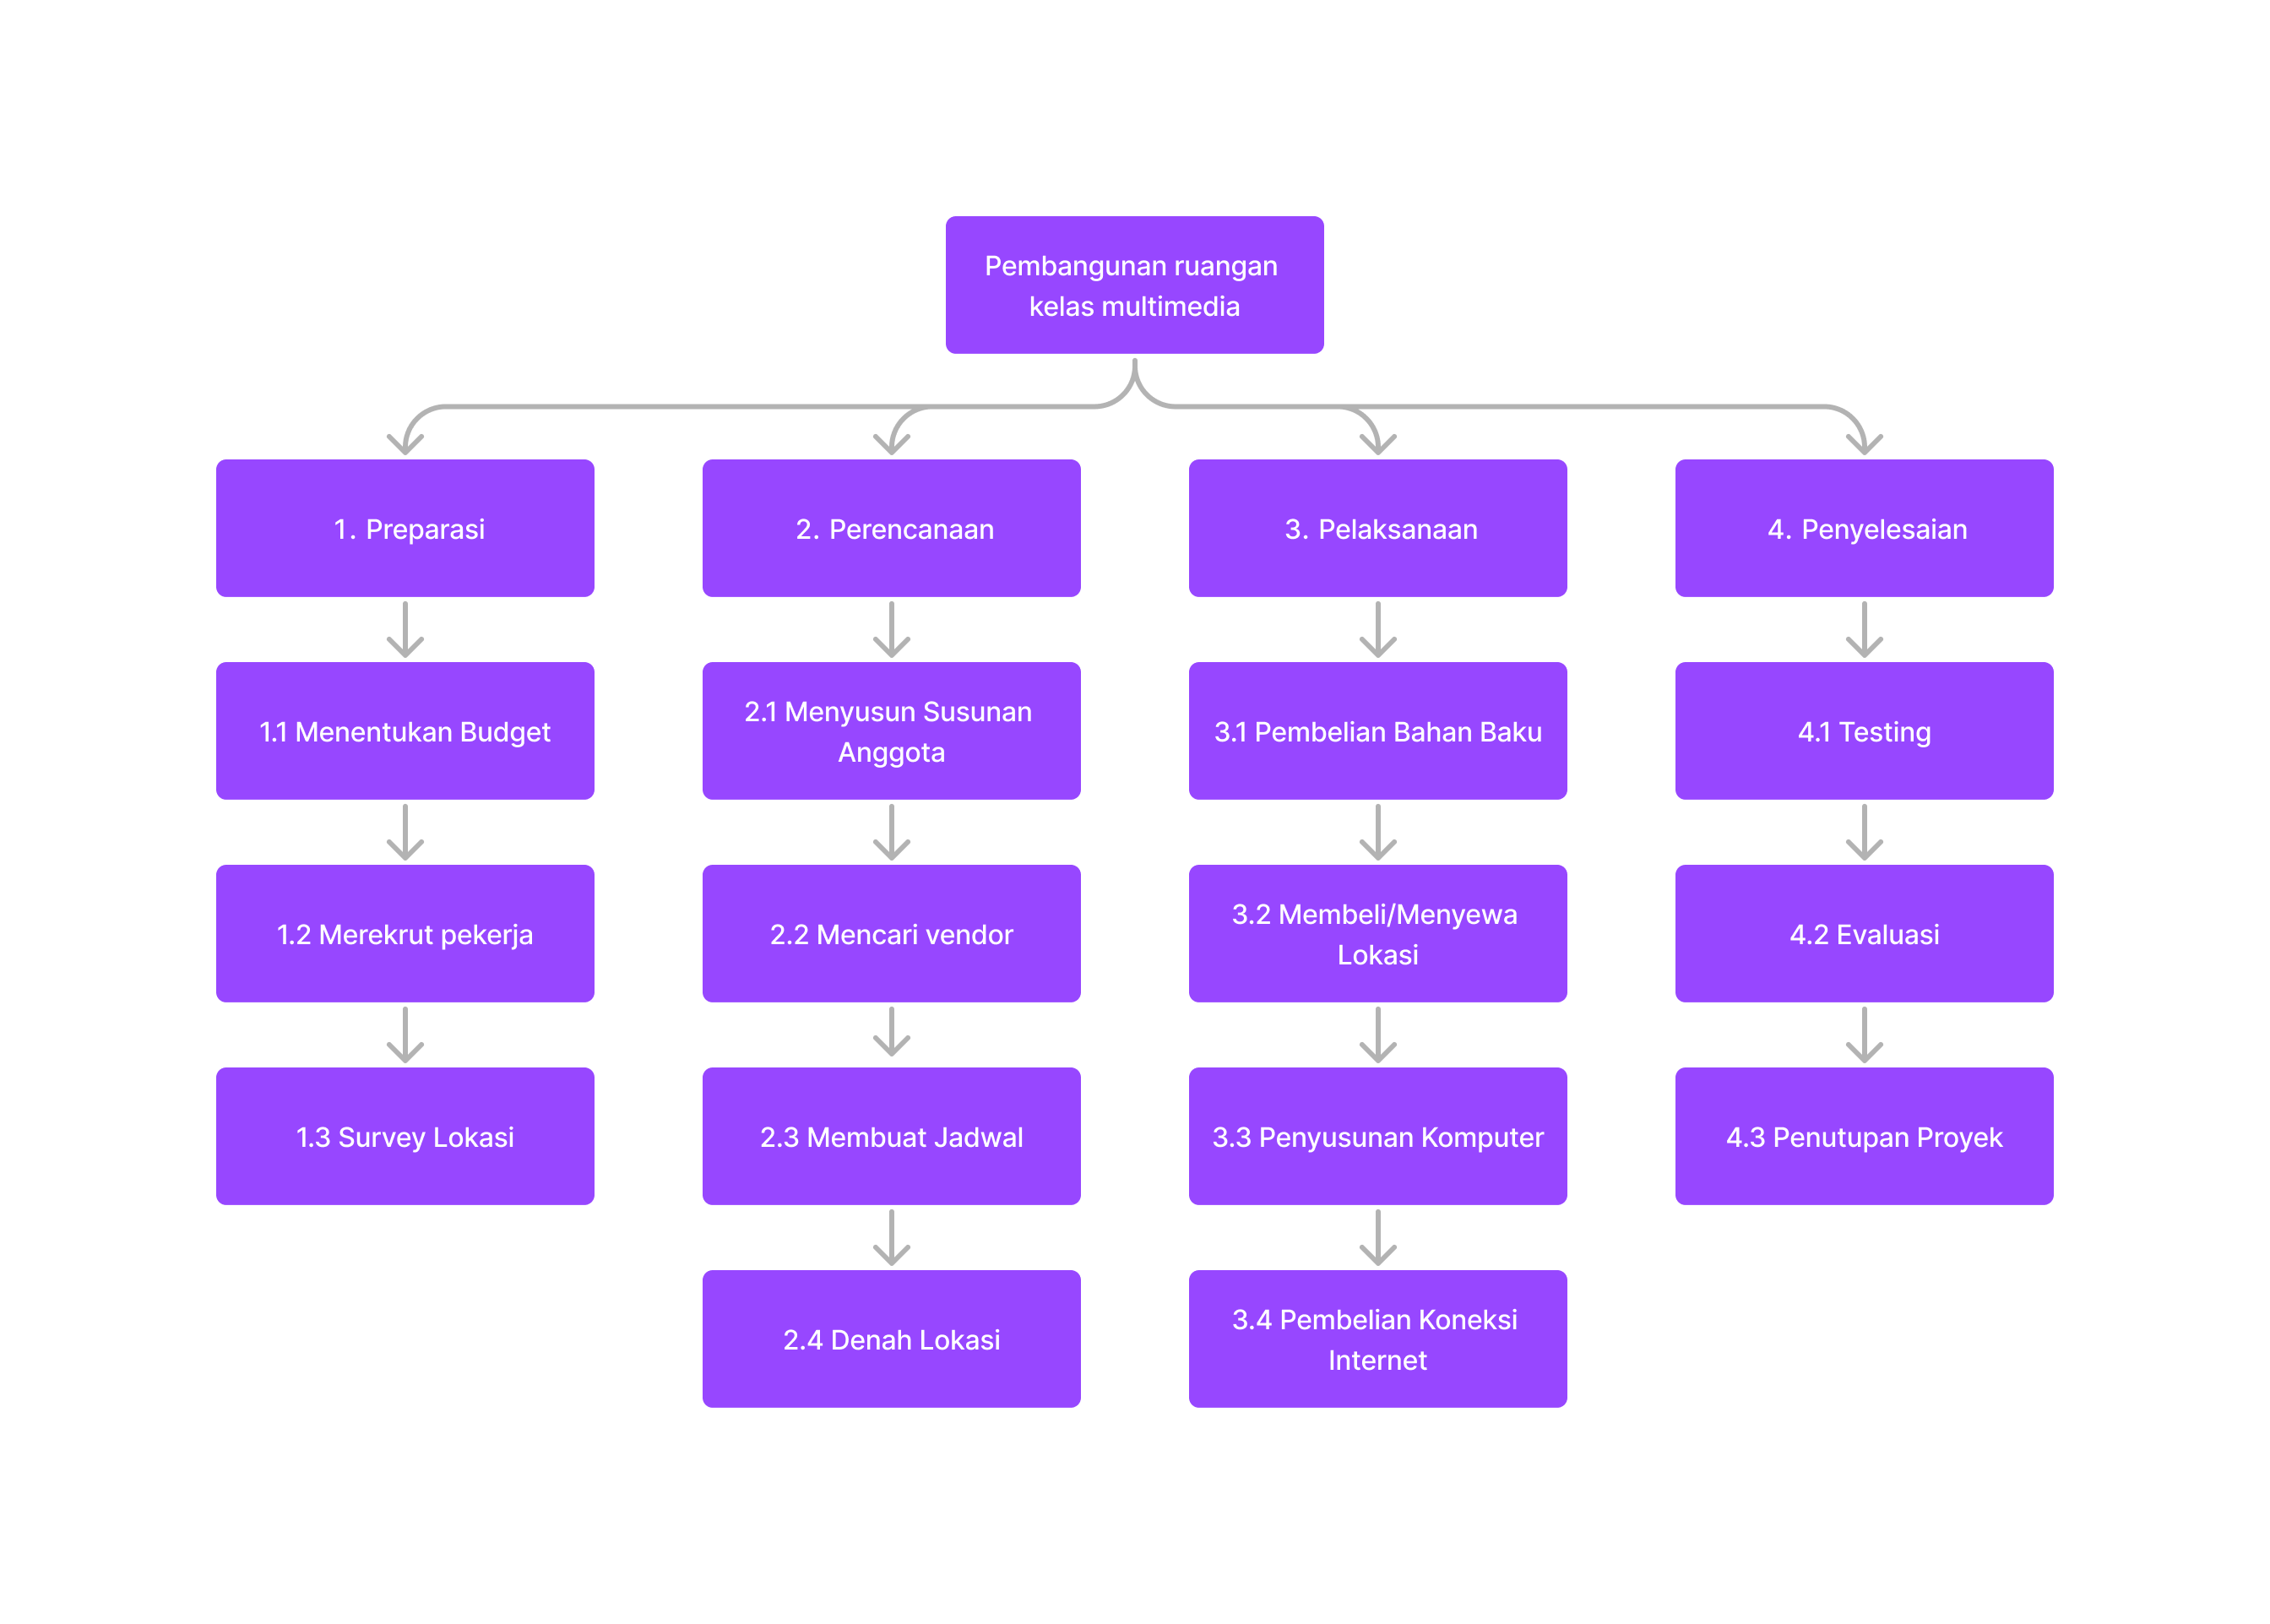 Pembangunan ruangan
kelas multimedia
1. Preparasi
1.1 Menentukan Budget
1.2 Merekrut pekerja
1.3 Survey Lokasi
2. Perencanaan
2.1 Menyusun Susunan
Anggota
2.2 Mencari vendor
2.3 Membuat Jadwal
2.4 Denah Lokasi
3. Pelaksanaan
3.1 Pembelian Bahan Baku
3.2 Membeli/Menyewa
Lokasi
3.3 Penyusunan Komputer
3.4 Pembelian Koneksi
Internet
4. Penyelesaian
4.1 Testing
4.2 Evaluasi
4.3 Penutupan Proyek